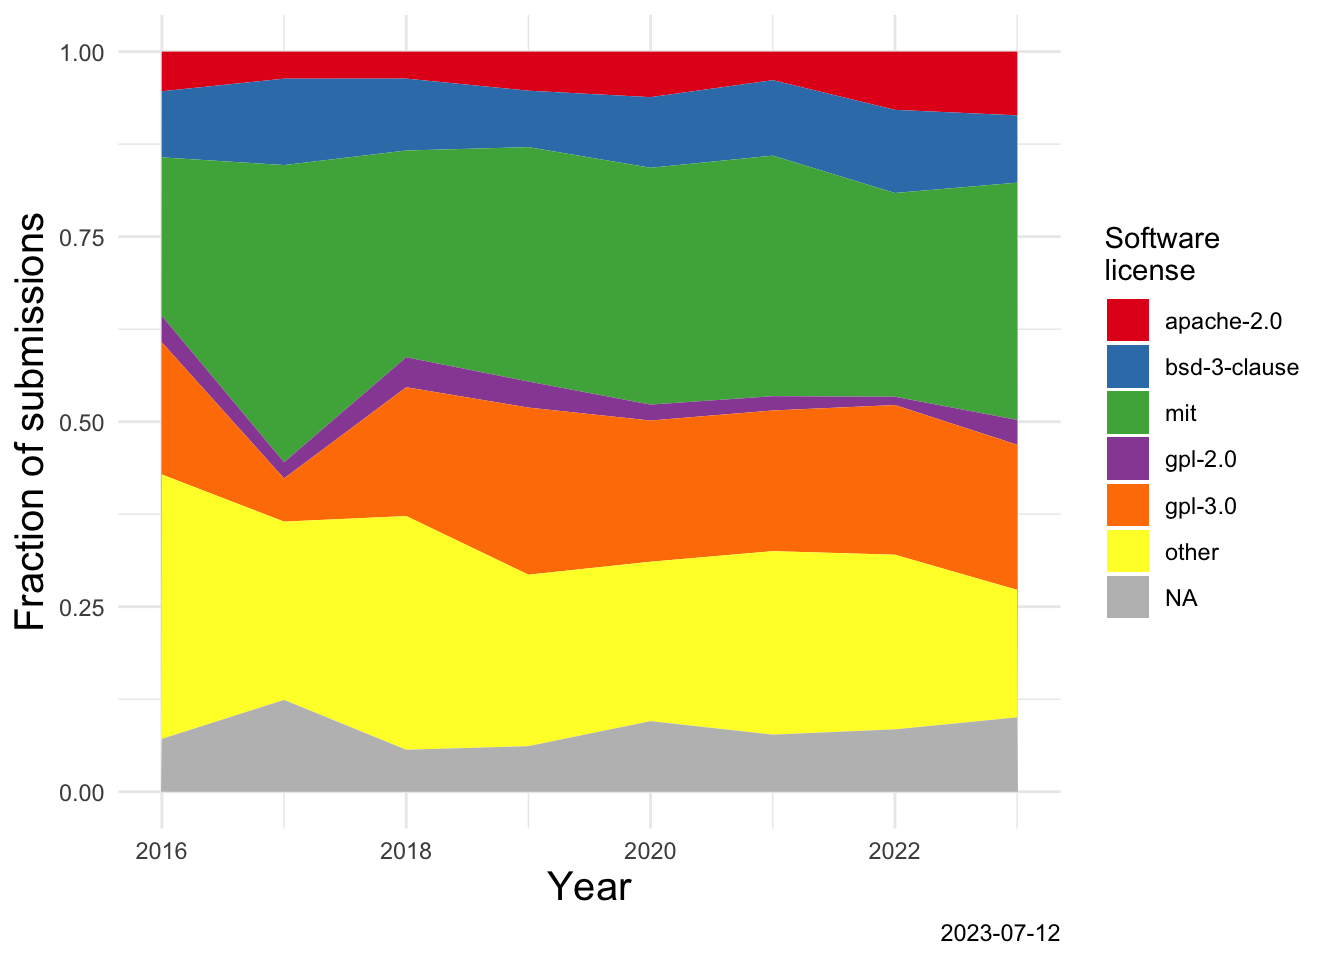 1.00
0.75
0.50
0.25
0.00
Fraction of submissions
2016 2018 2020 2022
Year
2023-07-12
Software
license
apache-2.0
bsd-3-clause
mit
gpl-2.0
gpl-3.0
other
NA